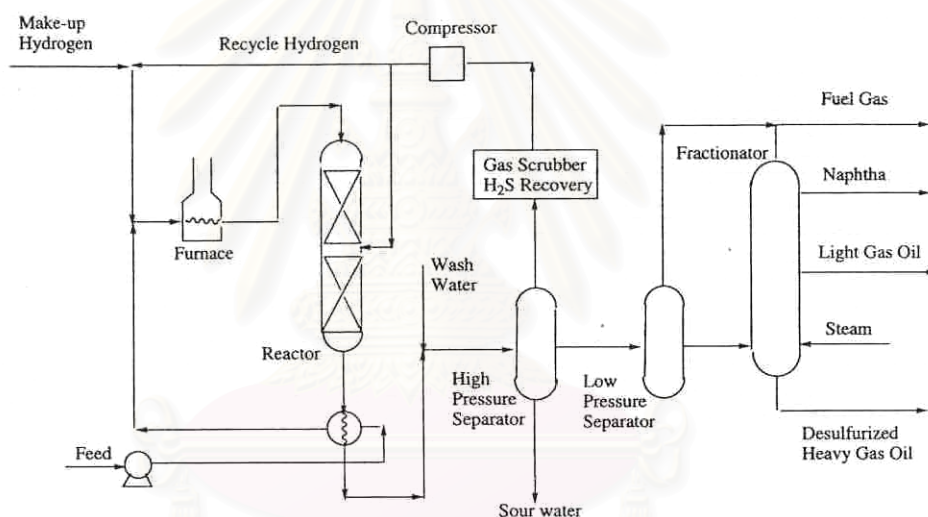 Make-up
Hydrogen
Recycle Hydrogen
Compressor
Fuel Gas
Fractionator
Gas Scrubber
H₂S Recovery
Naphtha
Furnace
Wash
Water
Light Gas Oil
Steam
Reactor
High
Pressure
Separator
Low
Pressure
Separator
Feed
Desulfurized
Heavy Gas Oil
Sour water